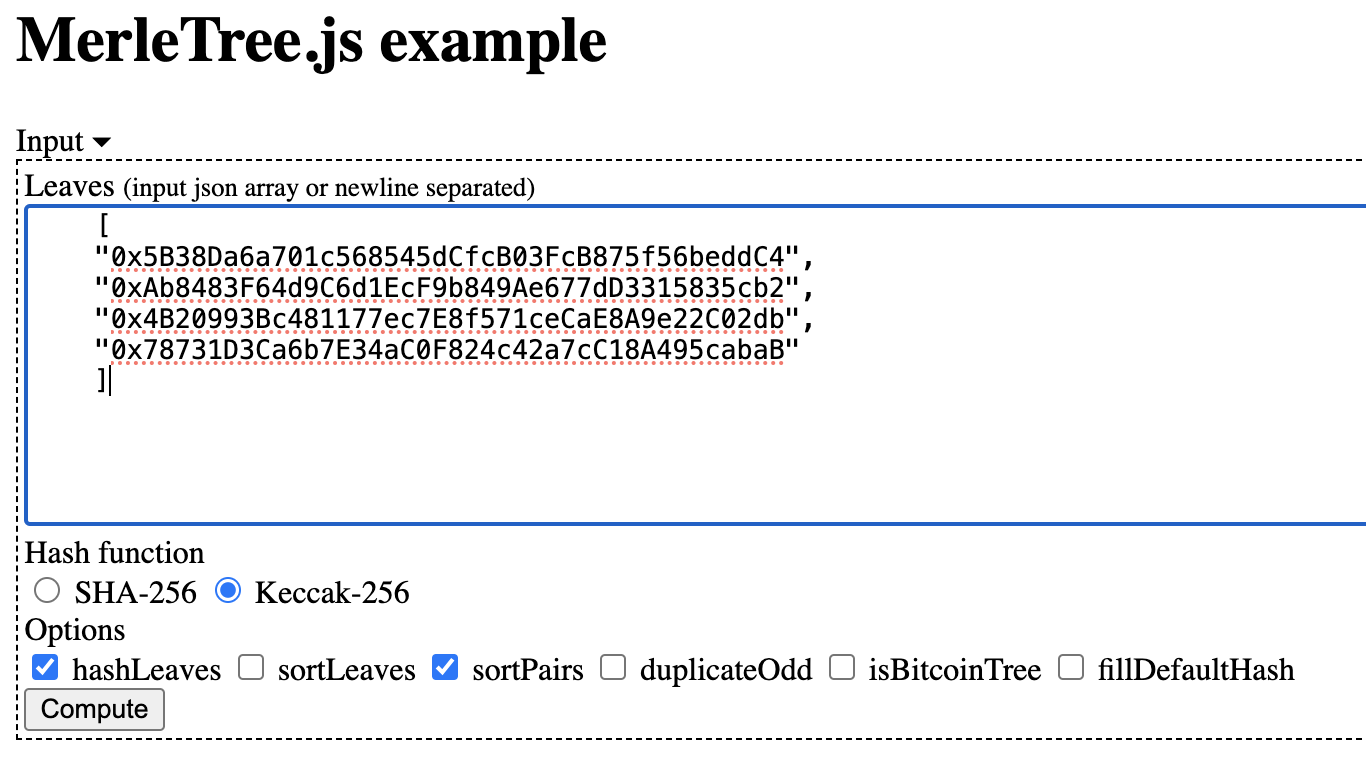 MerleTree.js example
Input
Leaves (input json array or newline separated)
[
"0x5B38Da6a701c568545dCfcB03FcB875f56beddC4",
"0xAb8483F64d9C6d1EcF9b849Ae677dD3315835cb2",
"0x4B20993Bc481177ec7E8f571ceCaE8A9e22C02db",
"0x78731D3Ca6b7E34aC0F824c42a7cC18A495cabaB"
]
Hash function
SHA-256 Keccak-256
Options
hashLeaves sortLeaves sortPairs duplicateOdd isBitcoinTree fillDefaultHash
Compute